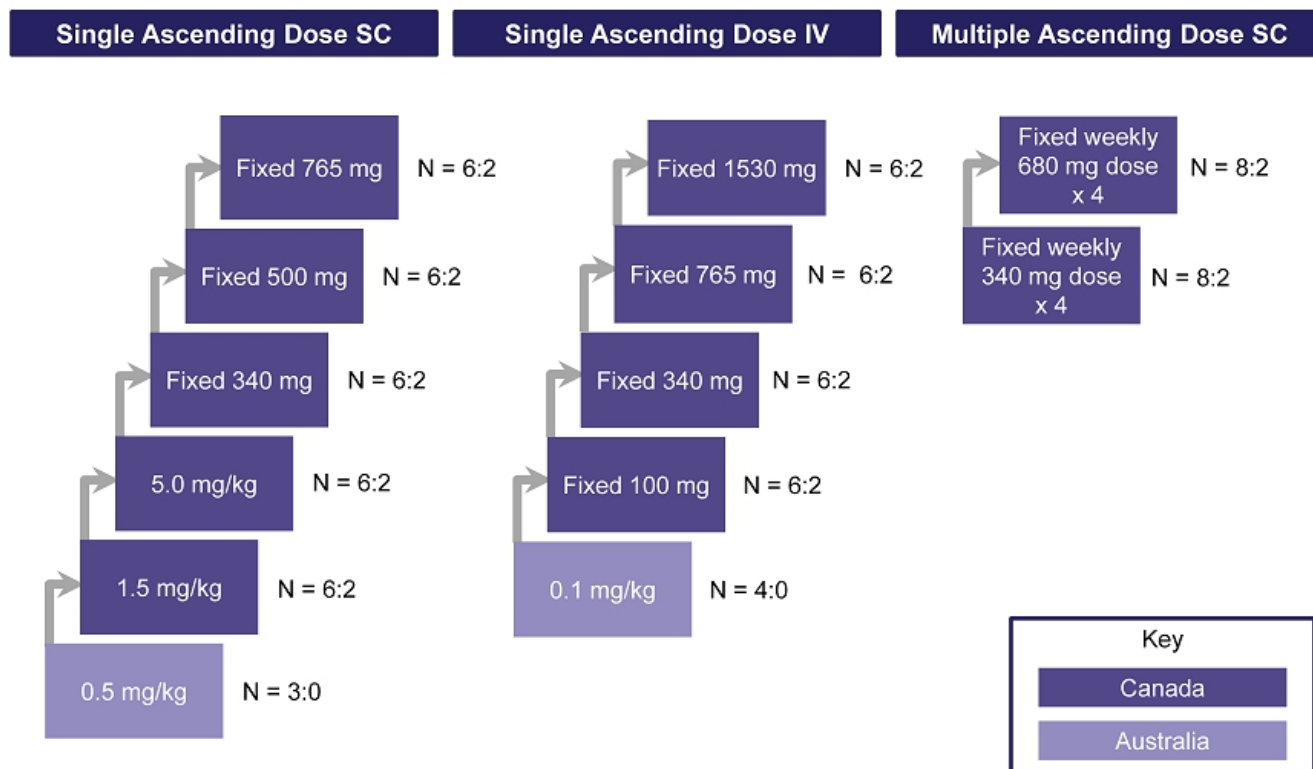 Single Ascending Dose SC
Single Ascending Dose IV
Multiple Ascending Dose SC
Fixed 765 mg
N = 6:2
Fixed 500 mg
N = 6:2
Fixed 340 mg
N = 6:2
5.0 mg/kg
N = 6:2
1.5 mg/kg
N = 6:2
0.5 mg/kg
N = 3:0
Fixed 1530 mg
N = 6:2
Fixed 765 mg
N = 6:2
Fixed 340 mg
N = 6:2
Fixed 100 mg
N = 6:2
0.1 mg/kg
N = 4:0
Fixed weekly
680 mg dose
x 4
N = 8:2
Fixed weekly
340 mg dose
x 4
N = 8:2
Key
Canada
Australia